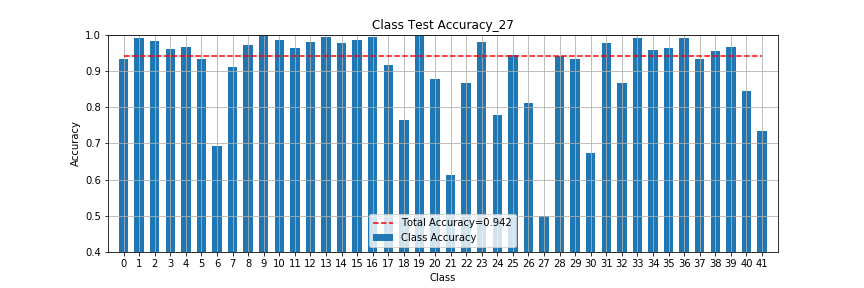 Class Test Accuracy_27
Accuracy
1.0
0.9
0.8
0.7
0.6
0.5
0.4
Total Accuracy=0.942
Class Accuracy
0 1 2 3 4 5 6 7 8 9 10 11 12 13 14 15 16 17 18 19 20 21 22 23 24 25 26 27 28 29 30 31 32 33 34 35 36 37 38 39 40 41
Class